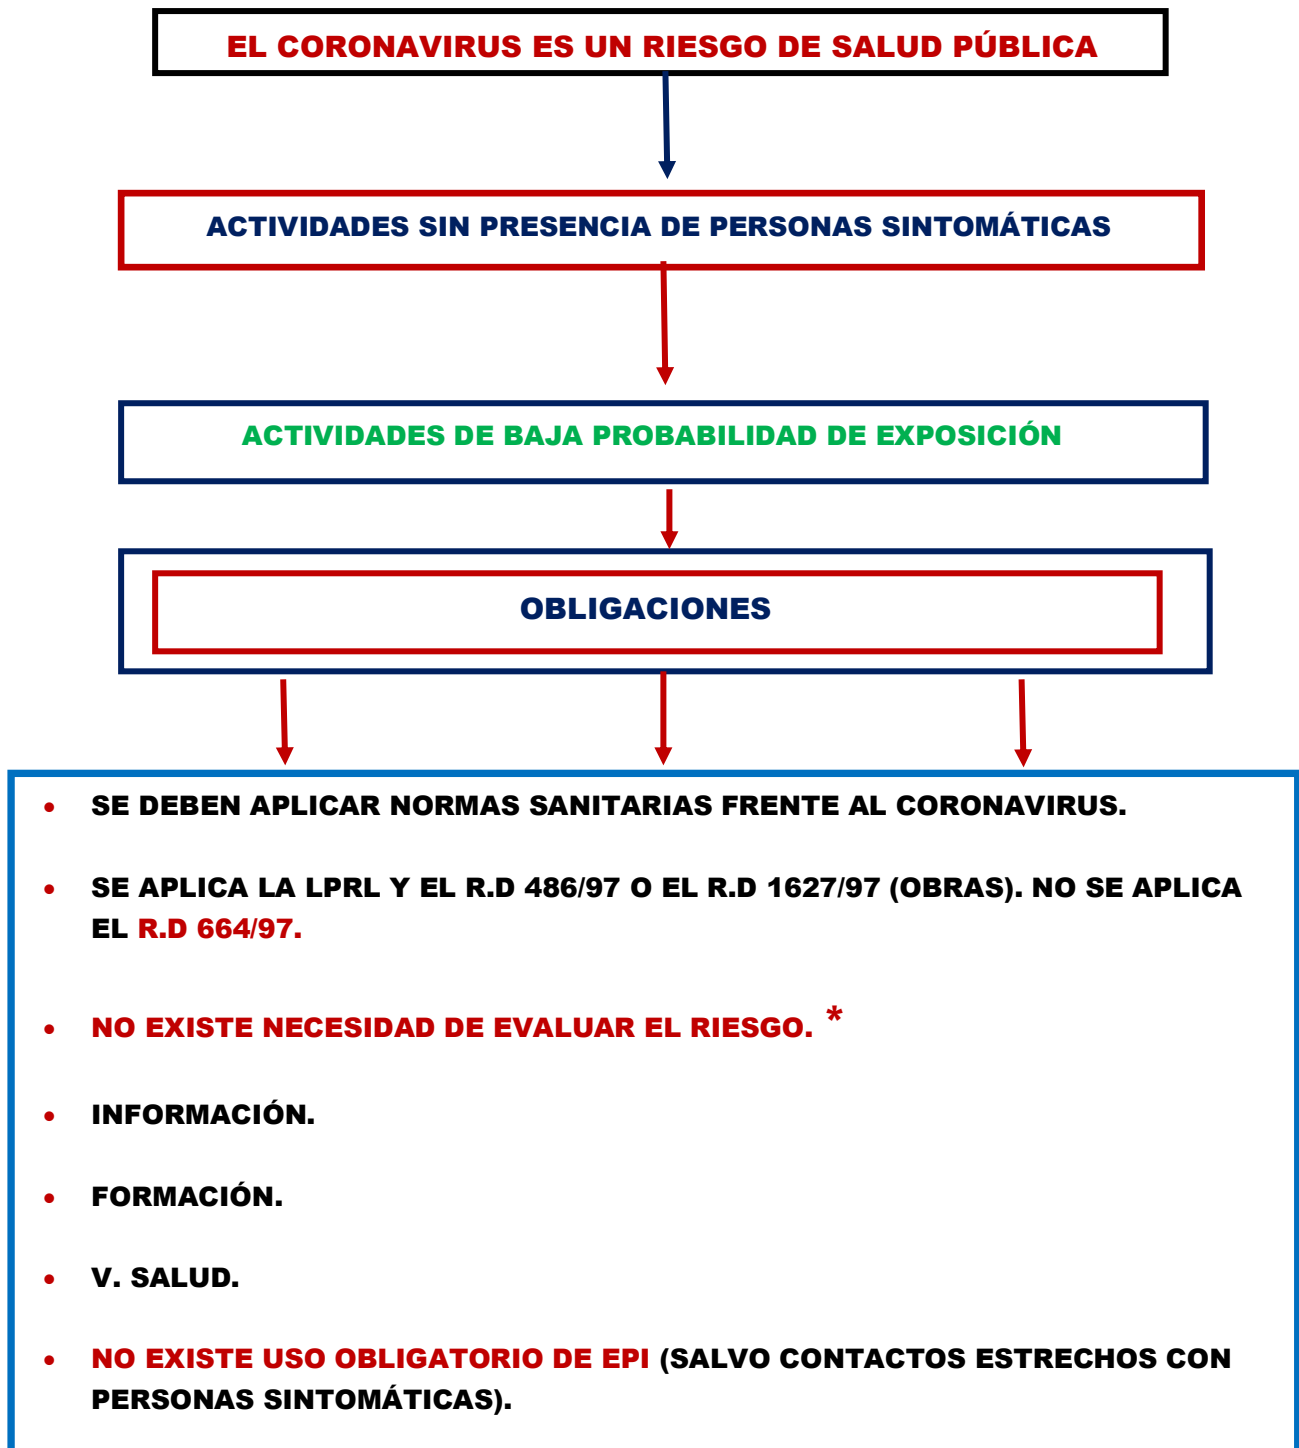 EL CORONAVIRUS ES UN RIESGO DE SALUD PÚBLICA
ACTIVIDADES SIN PRESENCIA DE PERSONAS SINTOMÁTICAS
ACTIVIDADES DE BAJA PROBABILIDAD DE EXPOSICIÓN
OBLIGACIONES
• SE DEBEN APLICAR NORMAS SANITARIAS FRENTE AL CORONAVIRUS.
• SE APLICA LA LPRL Y EL R.D 486/97 O EL R.D 1627/97 (OBRAS). NO SE APLICA
EL R.D 664/97.
• NO EXISTE NECESIDAD DE EVALUAR EL RIESGO. *
• INFORMACIÓN.
• FORMACIÓN.
• V. SALUD.
• NO EXISTE USO OBLIGATORIO DE EPI (SALVO CONTACTOS ESTRECHOS CON
PERSONAS SINTOMÁTICAS).